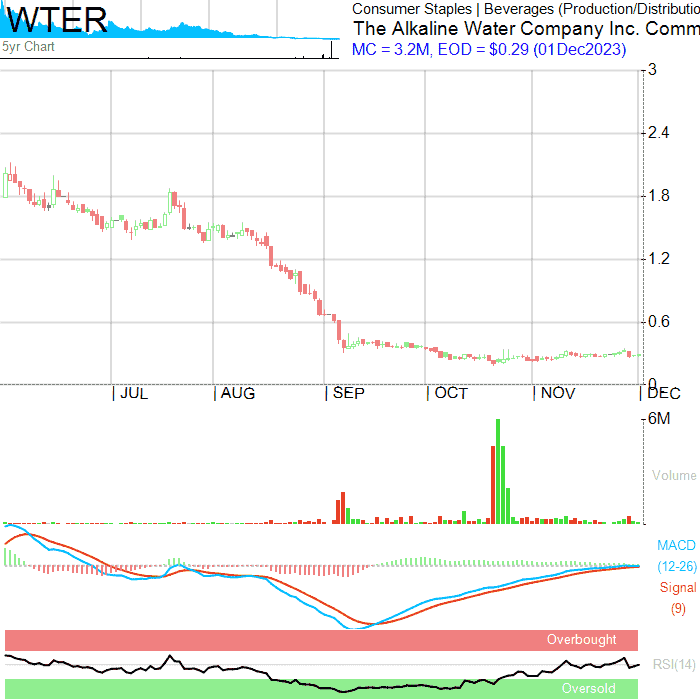 WTER
5yr Chart
Consumer Staples | Beverages (Production/Distributio
The Alkaline Water Company Inc. Comm
MC = 3.2M, EOD = $0.29 (01Dec2023)
3
2.4
1.8
1.2
0.6
0
JUL AUG SEP OCT NOV DEC
6M
Volume
MACD
(12-26)
Signal
(9)
Overbought
RSI(14)
Oversold